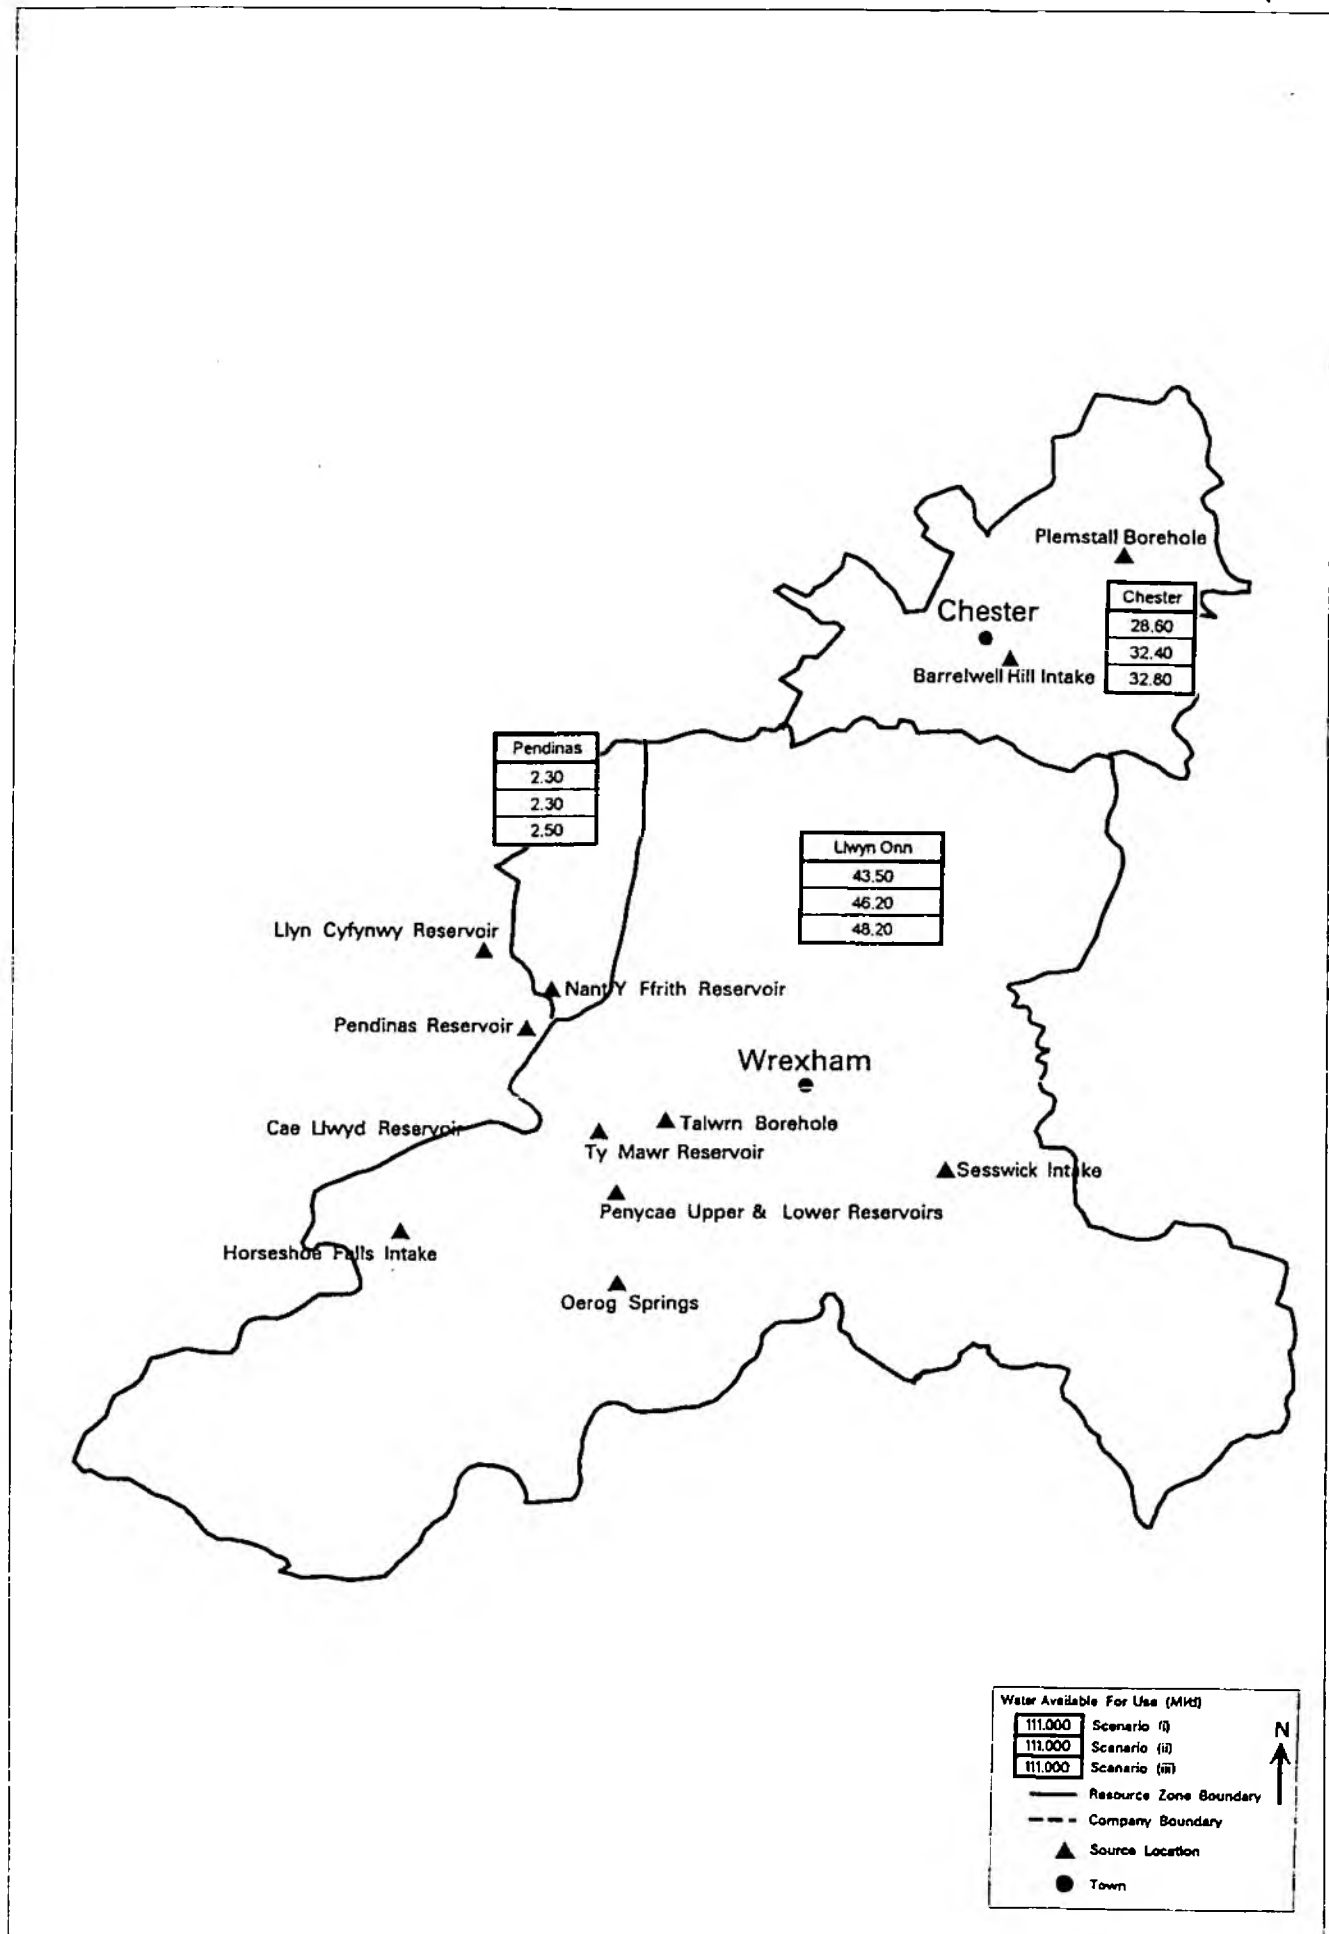 Plemstall Borehole
Chester
28.60
32.40
32.80
Chester
Barrelwell Hill Intake
Pendinas
2.30
2.30
2.50
Llwyn Onn
43.50
46.20
48.20
Llyn Cyfynwy Reservoir
Nant Y Ffrith Reservoir
Pendinas Reservoir
Wrexham
Cae Llwyd Reservoir
Talwrn Borehole
Ty Mawr Reservoir
Sesswick Intake
Penycae Upper & Lower Reservoirs
Horseshoe Falls Intake
Oerog Springs
Water Available For Use (Ml/d)
111.000 Scenario (i)
111.000 Scenario (ii)
111.000 Scenario (iii)
N
Resource Zone Boundary
Company Boundary
Source Location
Town